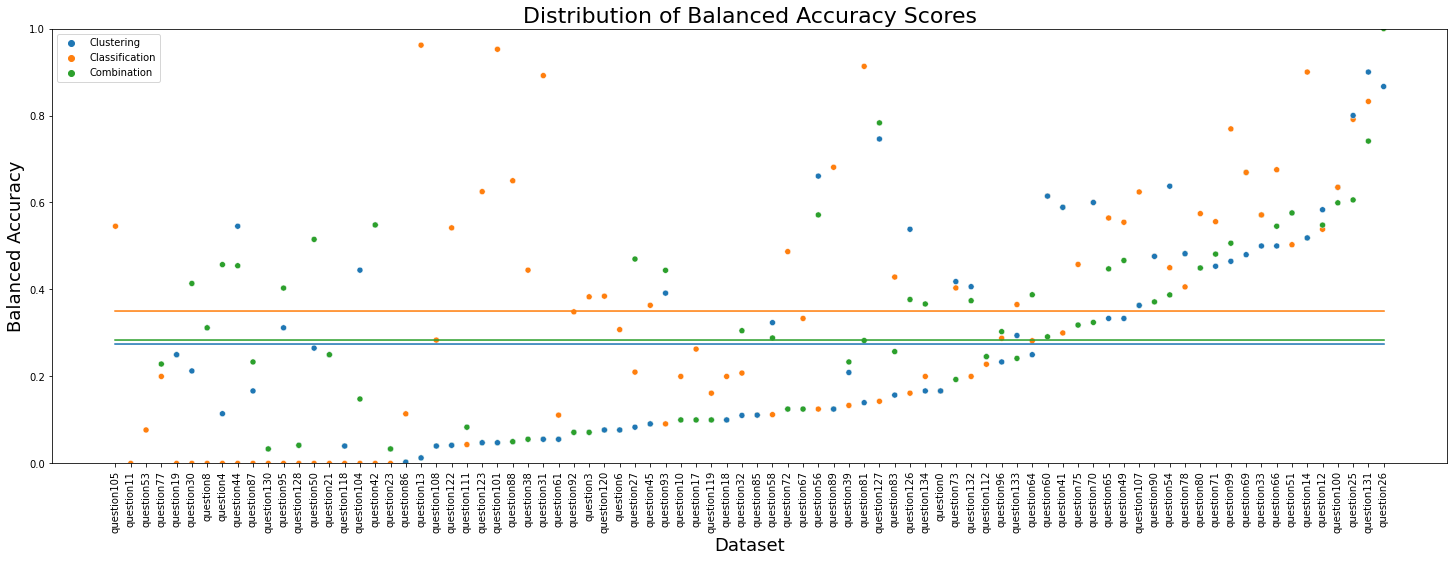 Distribution of Balanced Accuracy Scores
Clustering
Classification
Combination
Balanced Accuracy
1.0
0.8
0.6
0.4
0.2
0.0
question105
question11
question53
question77
question19
question30
question8
question4
question44
question87
question130
question95
question128
question50
question21
question118
question104
question42
question23
question86
question13
question108
question122
question111
question123
question101
question88
question38
question31
question61
question92
question3
question120
question6
question27
question45
question93
question10
question17
question119
question18
question32
question85
question58
question72
question67
question56
question89
question39
question81
question127
question83
question126
question134
question0
question73
question132
question112
question96
question133
question64
question60
question41
question75
question70
question65
question49
question107
question90
question54
question78
question80
question71
question99
question69
question33
question66
question51
question14
question12
question100
question25
question131
question26
Dataset